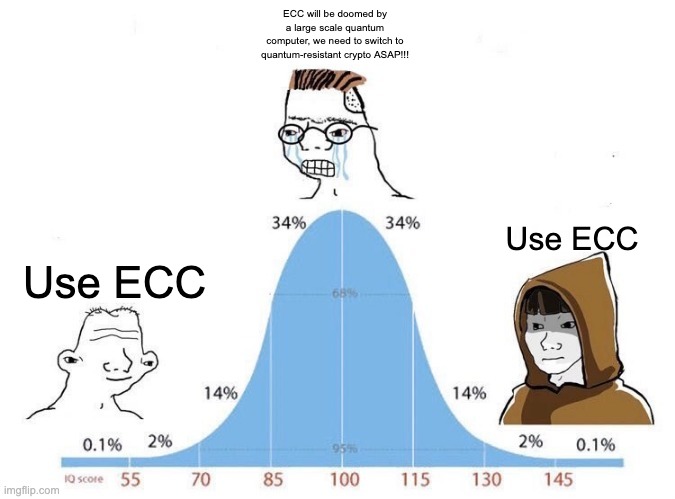 ECC will be doomed by
a large scale quantum
computer, we need to switch to
quantum-resistant crypto ASAP!!!
34%
34%
Use ECC
Use ECC
68%
14%
14%
0.1%
2%
95%
2%
0.1%
IQ score
55
70
85
100
115
130
145
imgflip.com